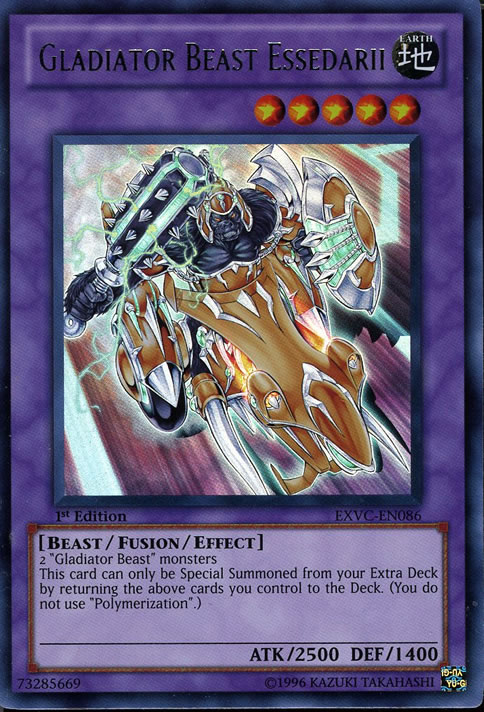 GLADIATOR BEAST ESSEDARII
EARTH
地
1st Edition
EXVC-EN086
[BEAST / FUSION / EFFECT]
2 "Gladiator Beast" monsters
This card can only be Special Summoned from your Extra Deck
by returning the above cards you control to the Deck. (You do
not use "Polymerization".)
ATK/2500 DEF/1400
73285669
©1996 KAZUKI TAKAHASHI